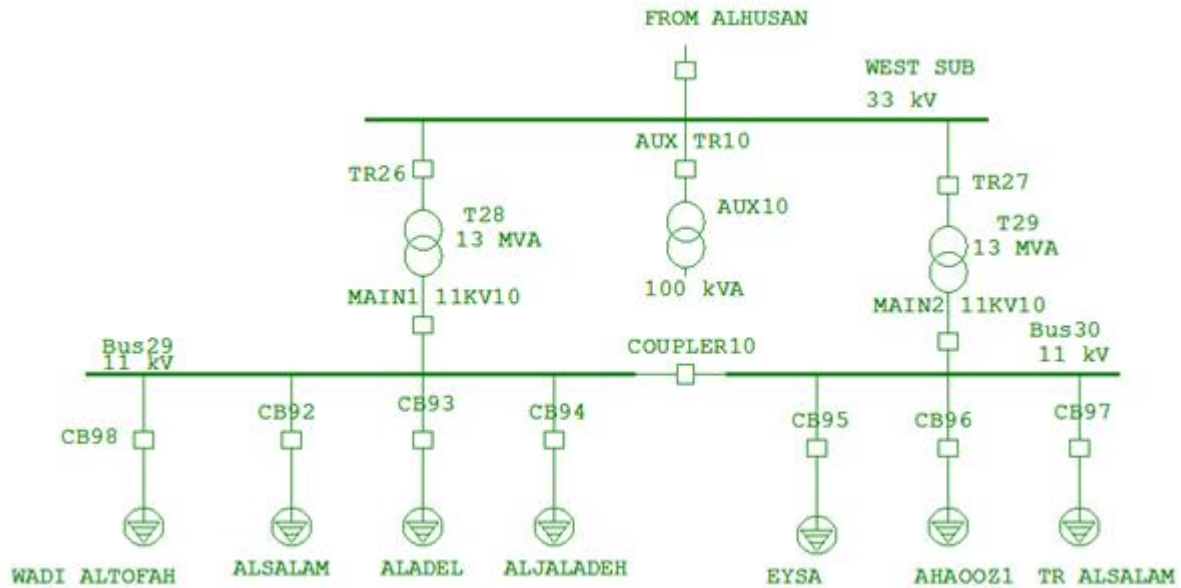 FROM ALHUSAN
WEST SUB
33 kV
AUX TR10
TR26
TR27
AUX10
T28
13 MVA
T29
13 MVA
100 kVA
MAIN1 11KV10
MAIN2 11KV10
Bus29
11 kV
COUPLER10
Bus30
11 kV
CB98
CB92
CB93
CB94
CB95
CB96
CB97
WADI ALTOFAH
ALSALAM
ALADEL
ALJALADEH
EYSA
AHAOOZ1
TR ALSALAM